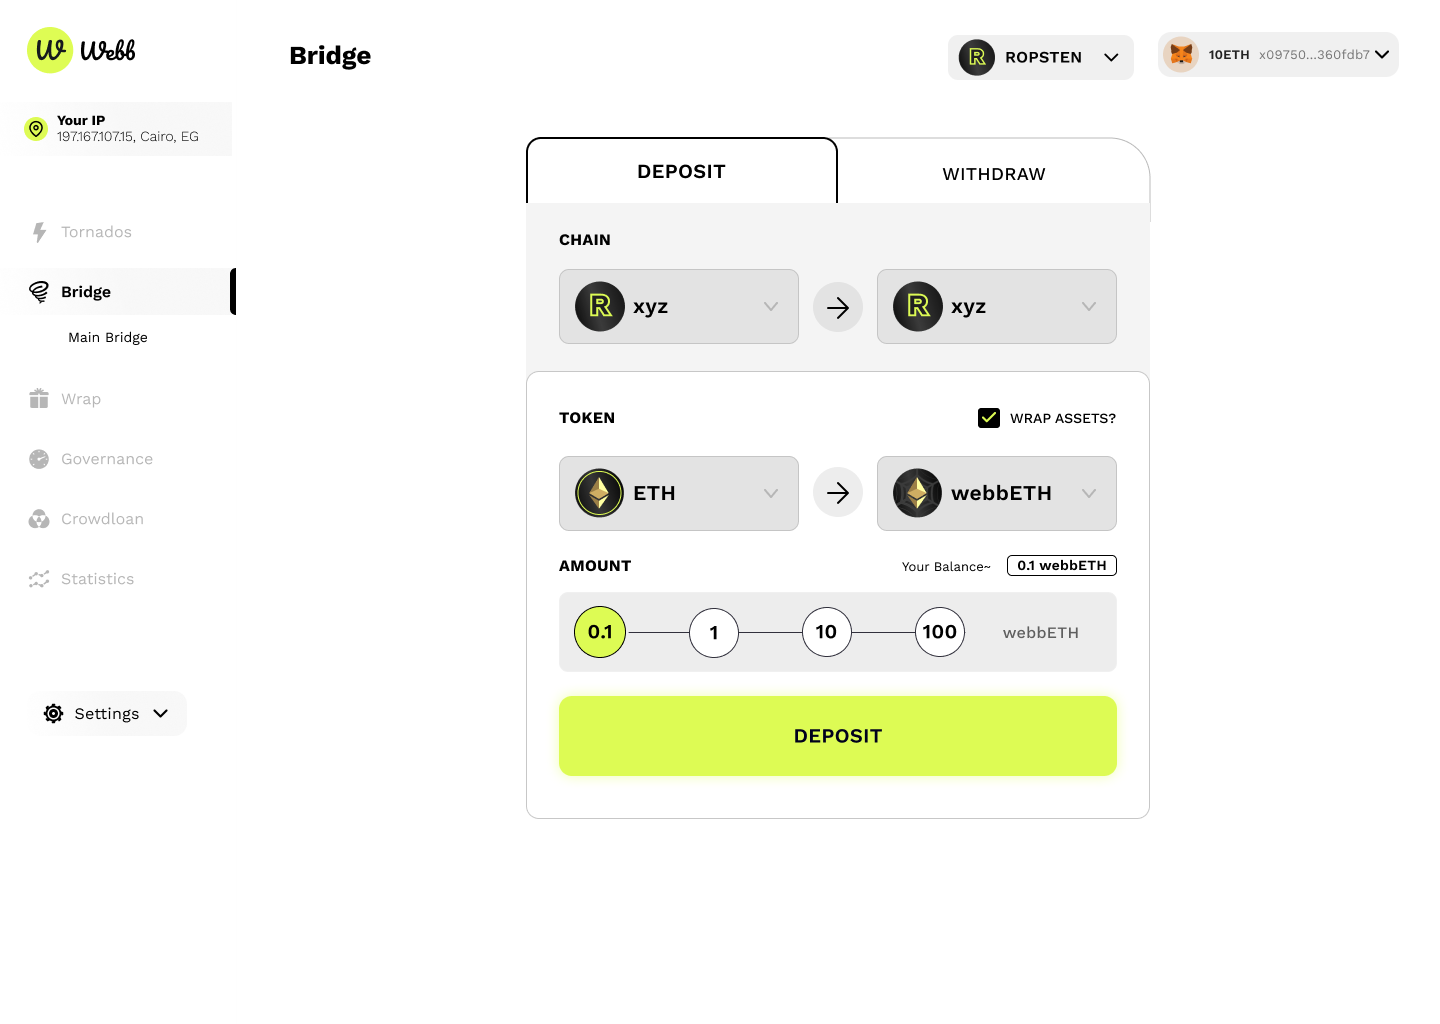 W Webb
Bridge
R ROPSTEN
10ETH x09750...360fdb7
Your IP
197.167.107.15, Cairo, EG
DEPOSIT
WITHDRAW
Tornados
Bridge
Main Bridge
Wrap
Governance
Crowdloan
Statistics
Settings
CHAIN
R xyz
R xyz
TOKEN
WRAP ASSETS?
ETH
webbETH
AMOUNT
Your Balance~ 0.1 webbETH
0.1 1 10 100 webbETH
DEPOSIT